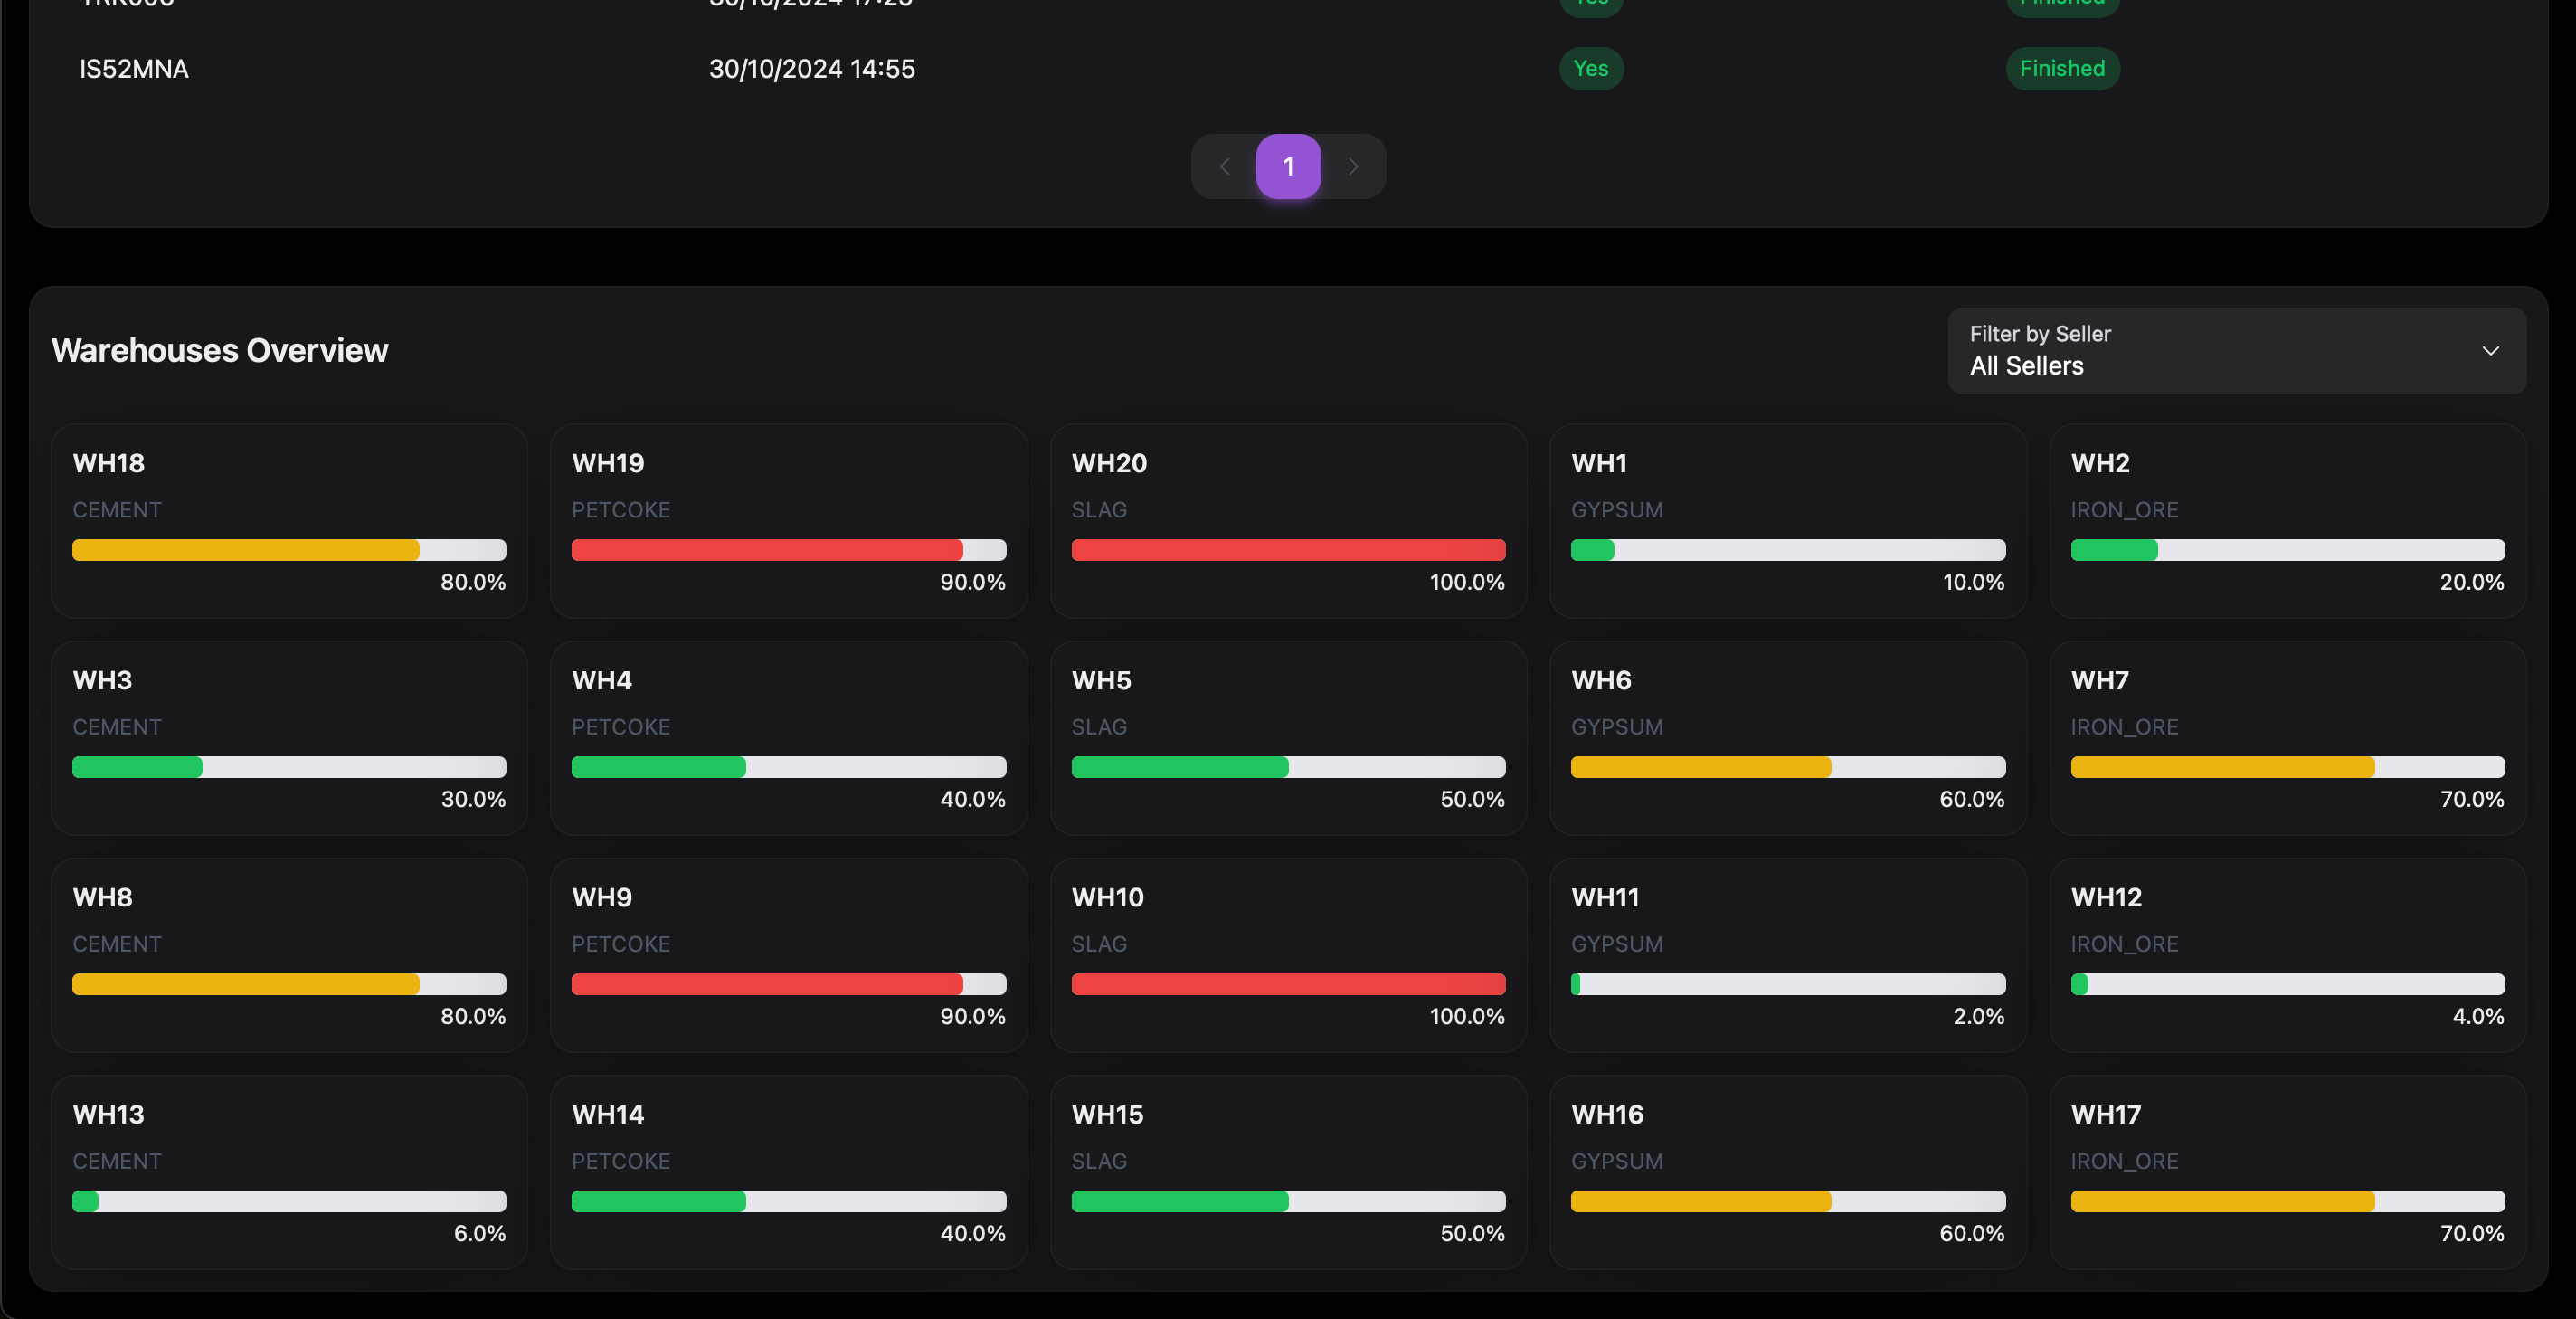 IS52MNA 30/10/2024 14:55 Yes Finished
1
Warehouses Overview
Filter by Seller
All Sellers
WH18 WH19 WH20 WH1 WH2
CEMENT PETCOKE SLAG GYPSUM IRON_ORE
80.0% 90.0% 100.0% 10.0% 20.0%
WH3 WH4 WH5 WH6 WH7
CEMENT PETCOKE SLAG GYPSUM IRON_ORE
30.0% 40.0% 50.0% 60.0% 70.0%
WH8 WH9 WH10 WH11 WH12
CEMENT PETCOKE SLAG GYPSUM IRON_ORE
80.0% 90.0% 100.0% 2.0% 4.0%
WH13 WH14 WH15 WH16 WH17
CEMENT PETCOKE SLAG GYPSUM IRON_ORE
6.0% 40.0% 50.0% 60.0% 70.0%